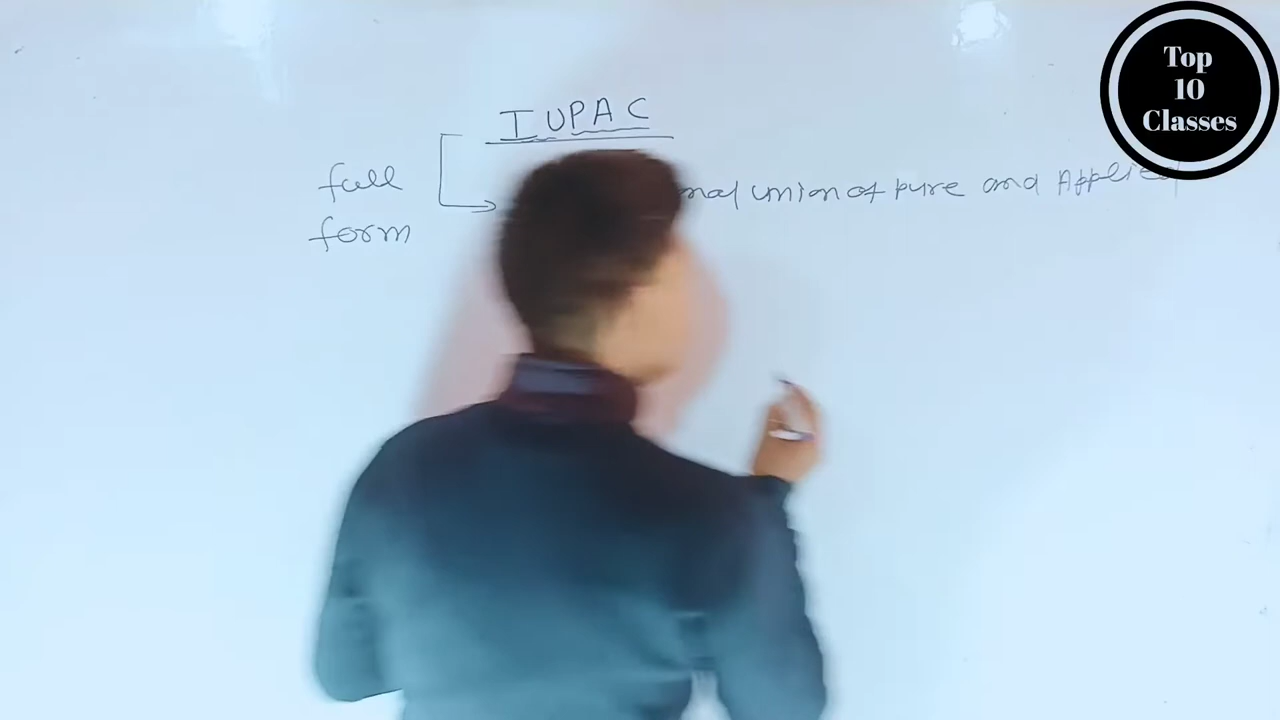 IUPAC
full
form
nal union of pure and Applied
Top
10
Classes